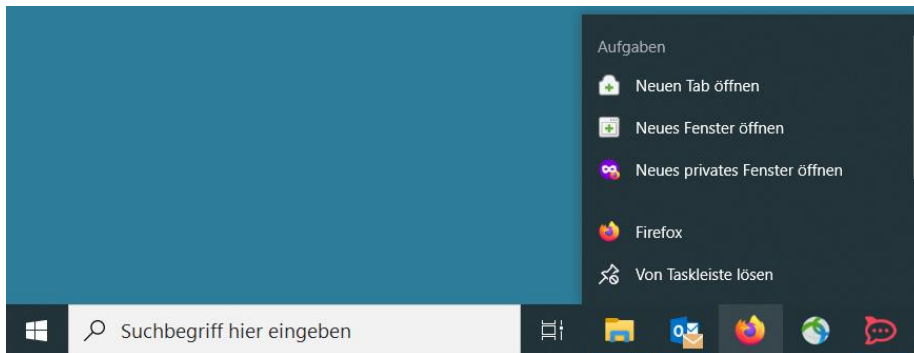 Aufgaben
Neuen Tab öffnen
Neues Fenster öffnen
Neues privates Fenster öffnen
Firefox
Von Taskleiste lösen
Suchbegriff hier eingeben